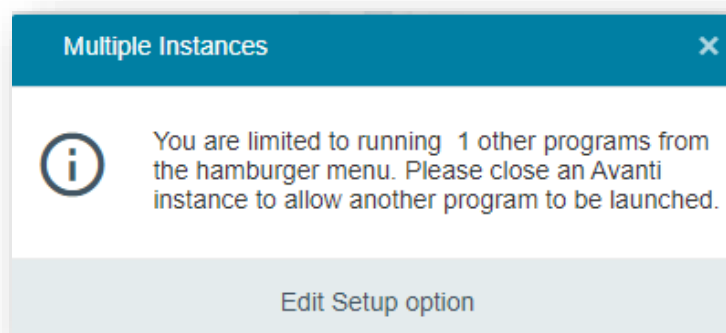 Multiple Instances
You are limited to running  1 other programs from
the hamburger menu. Please close an Avanti
instance to allow another program to be launched.
Edit Setup option